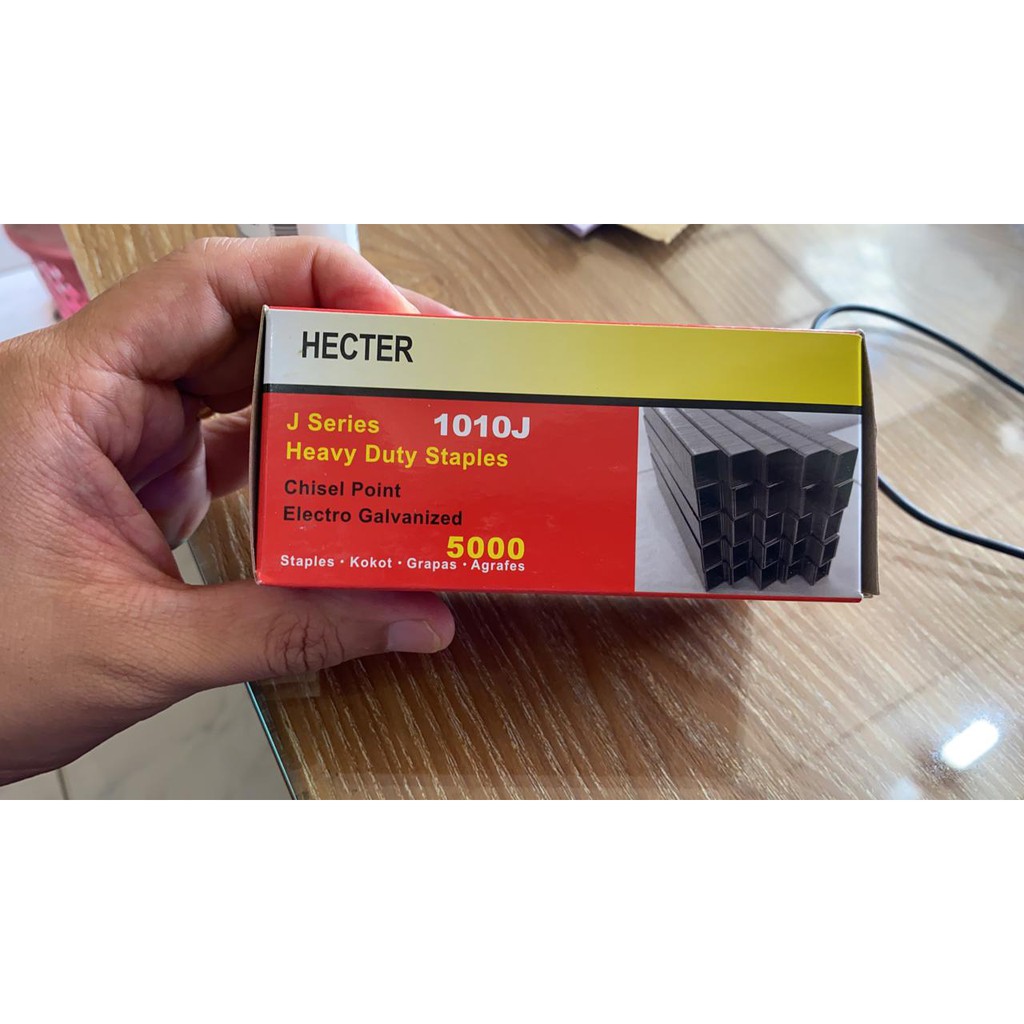 HECTER
J Series 1010J
Heavy Duty Staples
Chisel Point
Electro Galvanized
5000
Staples · Kokot · Grapas · Agrafes